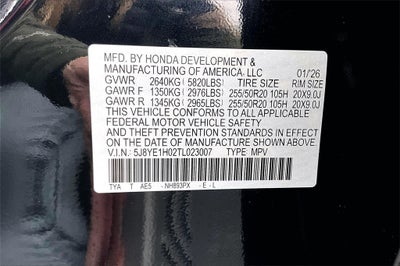 MFD. BY HONDA DEVELOPMENT &
MANUFACTURING OF AMERICA, LLC 01/26
GVWR 2640KG (5820LBS) TIRE SIZE RIM SIZE
GAWR F 1350KG (2976LBS) 255/50R20 105H 20X9.0J
GAWR R 1345KG (2965LBS) 255/50R20 105H 20X9.0J
THIS VEHICLE CONFORMS TO ALL APPLICABLE
FEDERAL MOTOR VEHICLE SAFETY
AND THEFT PREVENTION STANDARDS IN EFFECT
ON THE DATE OF MANUFACTURE SHOWN ABOVE.
V.I.N.: 5J8YE1H02TL023007 TYPE: MPV
TYA T AE5 NH893PX - E - L